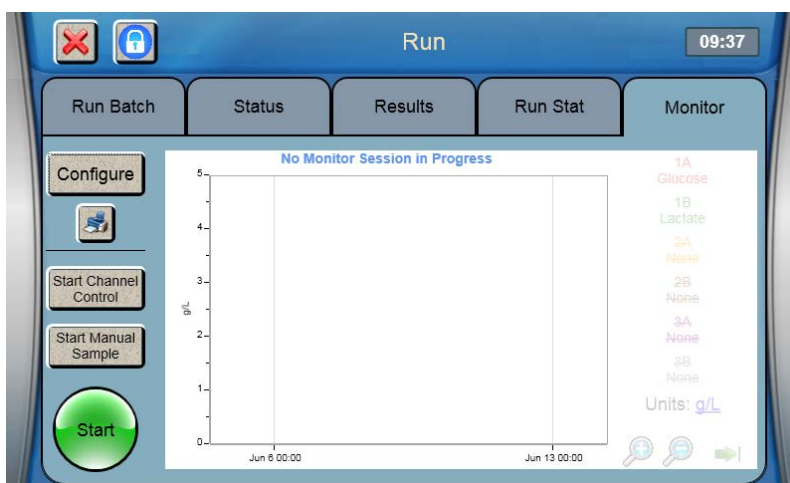 Run
09:37
Run Batch
Status
Results
Run Stat
Monitor
Configure
Start Channel
Control
Start Manual
Sample
Start
No Monitor Session in Progress
5
4
3
2
1
0
g/L
Jun 6 00:00
Jun 13 00:00
1A
Glucose
1B
Lactate
2A
None
2B
None
3A
None
3B
None
Units: g/L